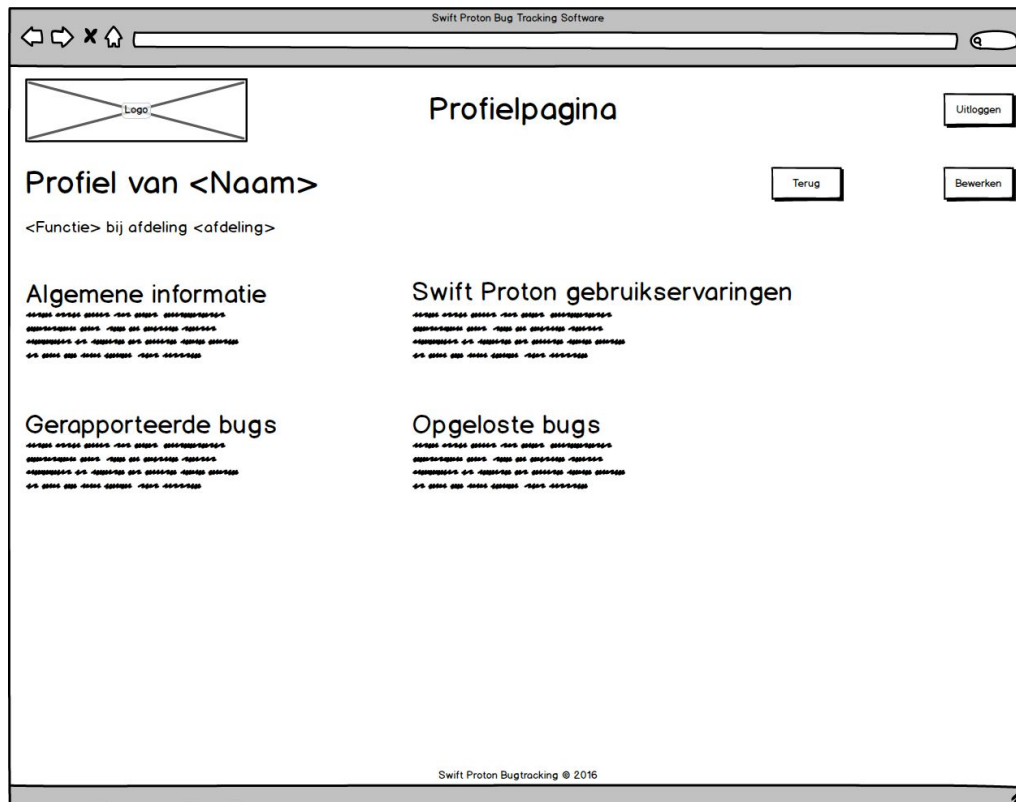 Swift Proton Bug Tracking Software
Logo
Profielpagina
Uitloggen
Profiel van <Naam>
Terug
Bewerken
<Functie> bij afdeling <afdeling>
Algemene informatie
Swift Proton gebruikservaringen
Gerapporteerde bugs
Opgeloste bugs
Swift Proton Bugtracking © 2016